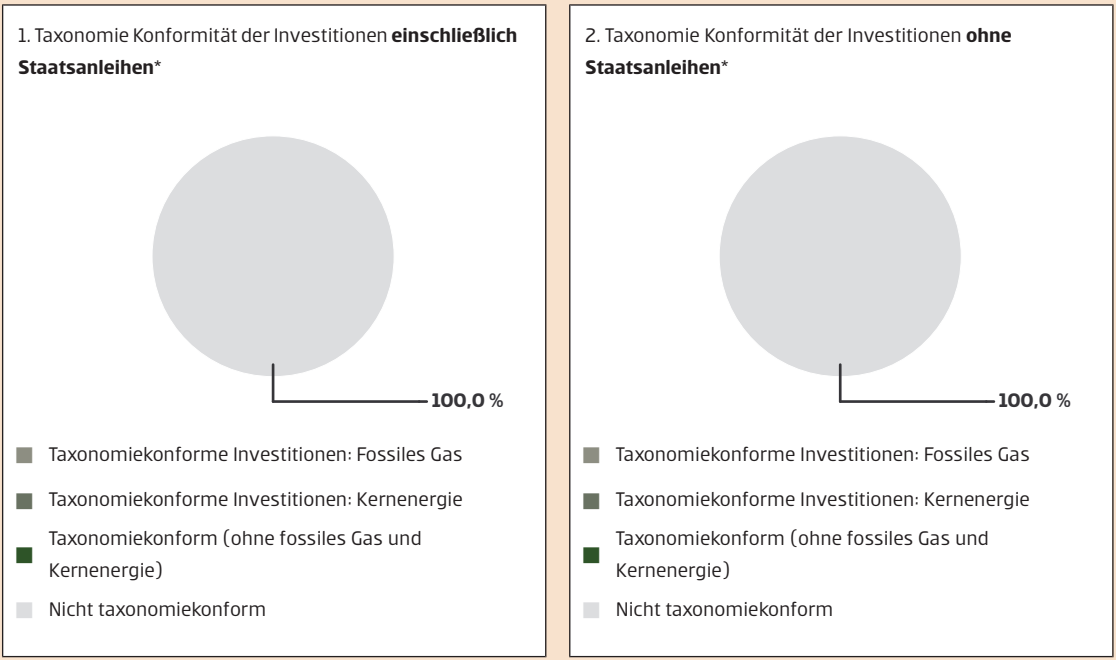 1. Taxonomie Konformität der Investitionen einschließlich
Staatsanleihen*
100,0 %
Taxonomiekonforme Investitionen: Fossiles Gas
Taxonomiekonforme Investitionen: Kernenergie
Taxonomiekonform (ohne fossiles Gas und
Kernenergie)
Nicht taxonomiekonform
2. Taxonomie Konformität der Investitionen ohne
Staatsanleihen*
100,0 %
Taxonomiekonforme Investitionen: Fossiles Gas
Taxonomiekonforme Investitionen: Kernenergie
Taxonomiekonform (ohne fossiles Gas und
Kernenergie)
Nicht taxonomiekonform